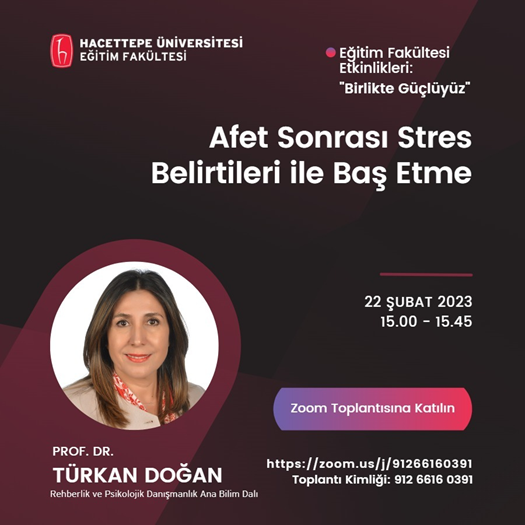 HACETTEPE ÜNİVERSİTESİ
EĞİTİM FAKÜLTESİ
Eğitim Fakültesi
Etkinlikleri:
"Birlikte Güçlüyüz"
Afet Sonrası Stres
Belirtileri ile Baş Etme
22 ŞUBAT 2023
15.00 - 15.45
Zoom Toplantısına Katılın
PROF. DR.
TÜRKAN DOĞAN
Rehberlik ve Psikolojik Danışmanlık Ana Bilim Dalı
https://zoom.us/j/91266160391
Toplantı Kimliği: 912 6616 0391